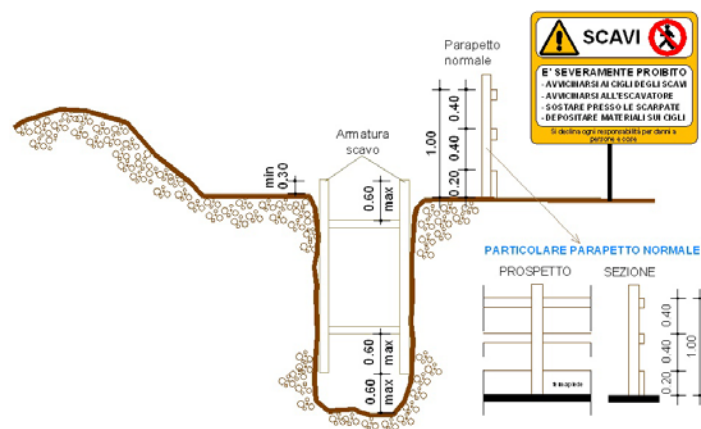 SCAVI
E' SEVERAMENTE PROIBITO
- AVVICINARSI AI CIGLI DEGLI SCAVI
- AVVICINARSI ALL'ESCAVATORE
- SOSTARE PRESSO LE SCARPATE
- DEPOSITARE MATERIALI SUI CIGLI
Si declina ogni responsabilità per danni a
persone e cose
Parapetto
normale
0.40
1.00
0.40
0.20
Armatura
scavo
min
0.30
0.60
max
0.60
max
0.60
max
PARTICOLARE PARAPETTO NORMALE
PROSPETTO
SEZIONE
0.40
0.40
1.00
0.20